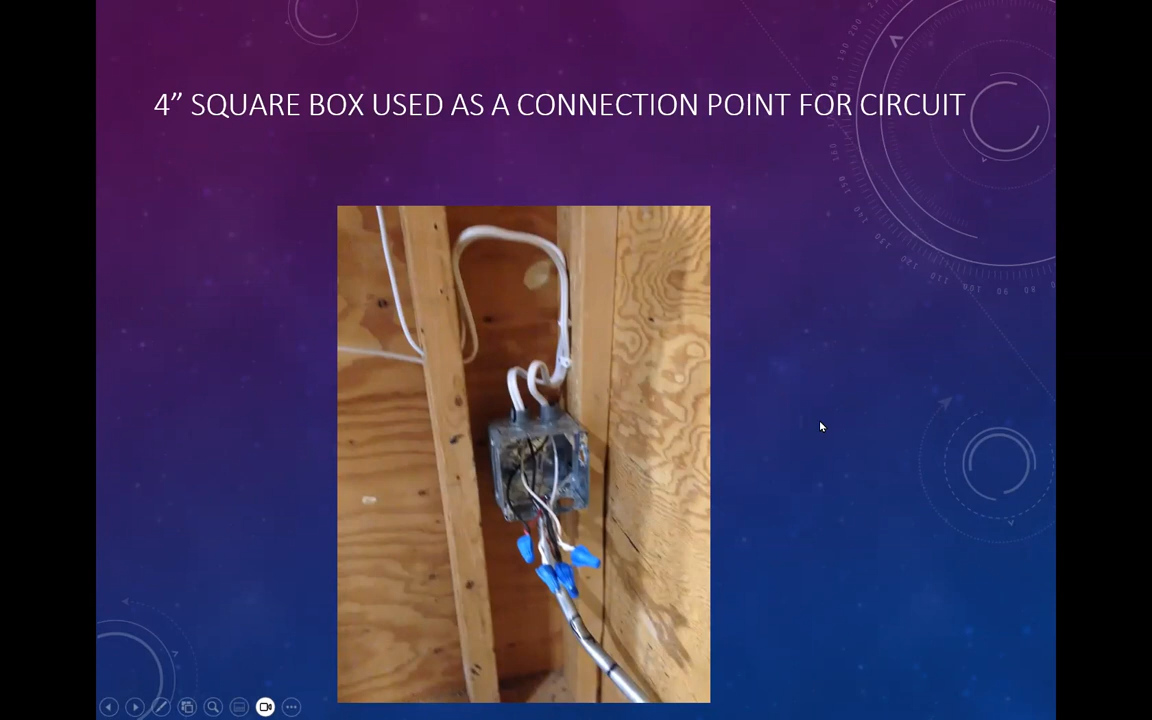 4” SQUARE BOX USED AS A CONNECTION POINT FOR CIRCUIT